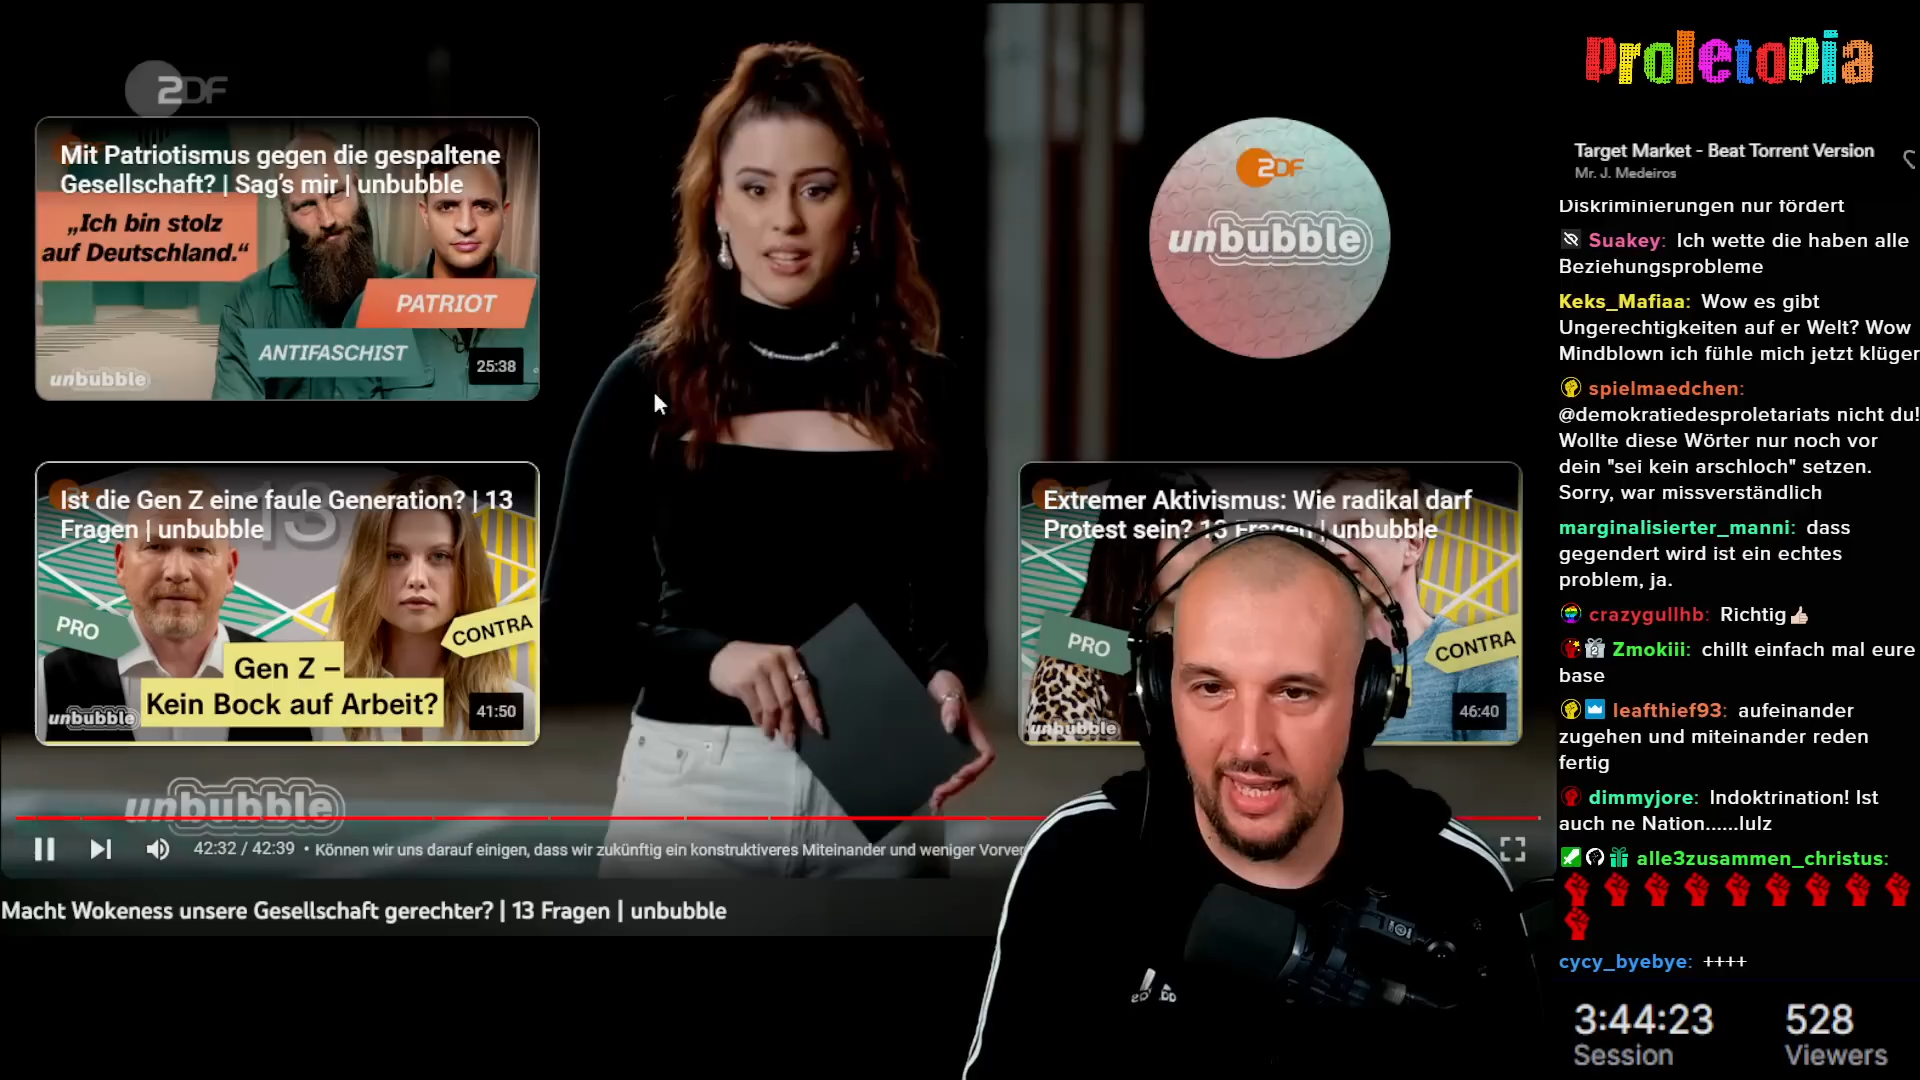 ZDF
Mit Patriotismus gegen die gespaltene
Gesellschaft? | Sag's mir | unbubble
„Ich bin stolz
auf Deutschland.“
PATRIOT
ANTIFASCHIST
unbubble
25:38
ZDF
unbubble
Ist die Gen Z eine faule Generation? | 13
Fragen | unbubble
13
PRO
CONTRA
Gen Z –
Kein Bock auf Arbeit?
unbubble
41:50
Extremer Aktivismus: Wie radikal darf
Protest sein? 13 Fragen | unbubble
PRO
CONTRA
unbubble
46:40
unbubble
42:32 / 42:39 • Können wir uns darauf einigen, dass wir zukünftig ein konstruktiveres Miteinander und weniger
Macht Wokeness unsere Gesellschaft gerechter? | 13 Fragen | unbubble
Proletopia
Target Market - Beat Torrent Version
Mr. J. Medeiros
Diskriminierungen nur fördert
Suakey: Ich wette die haben alle
Beziehungsprobleme
Keks_Mafiaa: Wow es gibt
Ungerechtigkeiten auf er Welt? Wow
Mindblown ich fühle mich jetzt klüger
spielmaedchen:
@demokratiedesproletariats nicht du!
Wollte diese Wörter nur noch vor
dein "sei kein arschloch" setzen.
Sorry, war missverständlich
marginalisierter_manni: dass
gegendert wird ist ein echtes
problem, ja.
crazygullhb: Richtig👍🏻
Zmokiii: chillt einfach mal eure
base
leafthief93: aufeinander
zugehen und miteinander reden
fertig
dimmyjore: Indoktrination! Ist
auch ne Nation......lulz
alle3zusammen_christus:
cycy_byebye: ++++
3:44:23
Session
528
Viewers